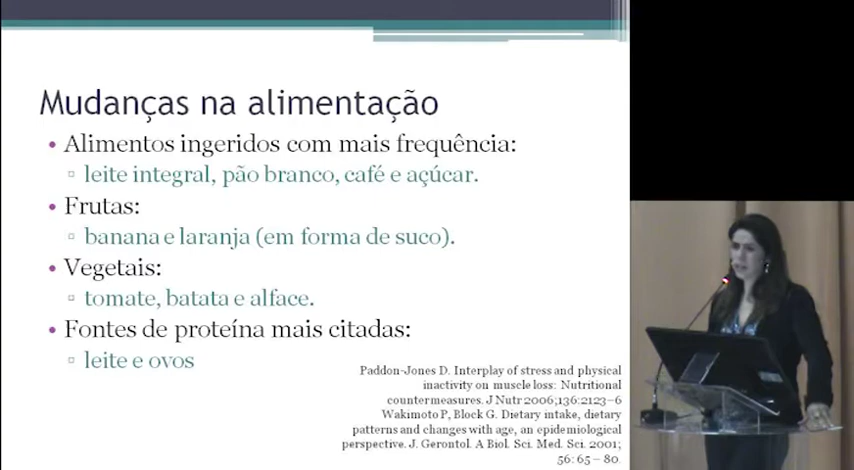 Mudanças na alimentação
• Alimentos ingeridos com mais frequência:
▫ leite integral, pão branco, café e açúcar.
• Frutas:
▫ banana e laranja (em forma de suco).
• Vegetais:
▫ tomate, batata e alface.
• Fontes de proteína mais citadas:
▫ leite e ovos
Paddon-Jones D. Interplay of stress and physical
inactivity on muscle loss: Nutritional
countermeasures. J Nutr 2006;136:2123–6
Wakimoto P, Block G. Dietary intake, dietary
patterns and changes with age, an epidemiological
perspective. J. Gerontol. A Biol. Sci. Med. Sci. 2001;
56: 65 – 80.